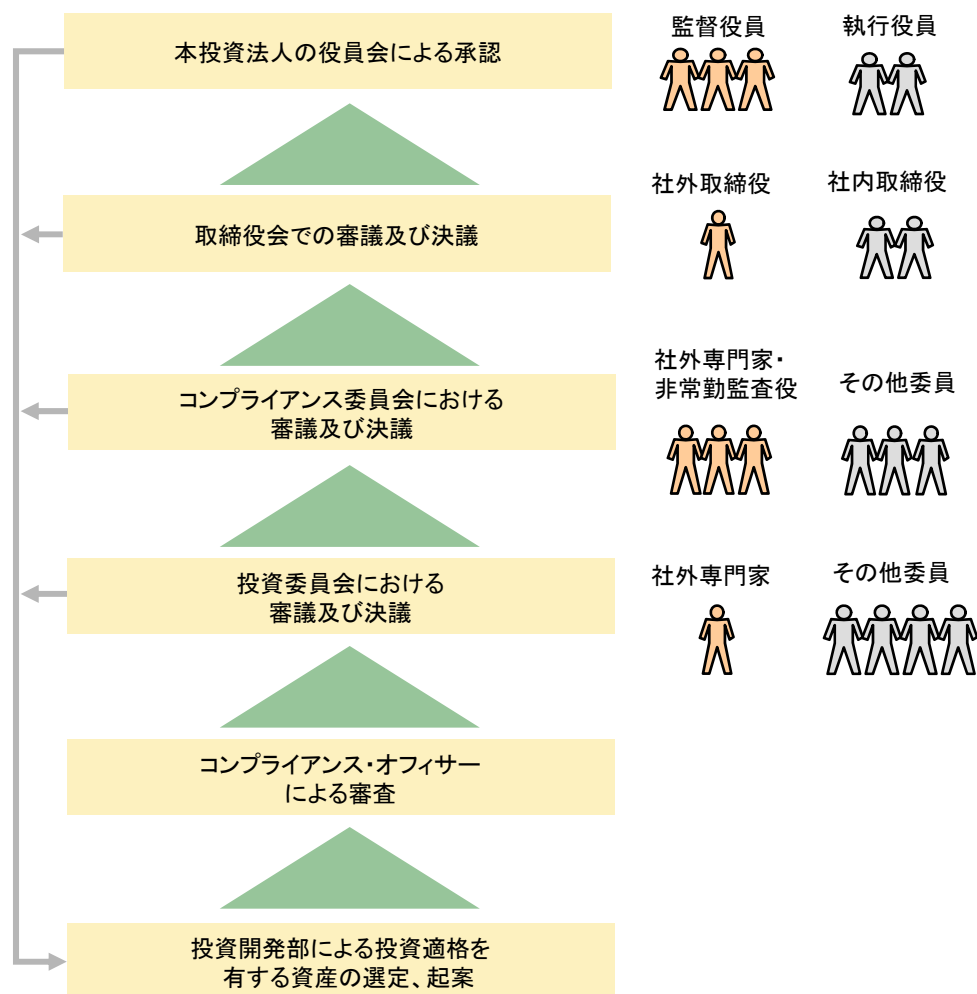 本投資法人の役員会による承認
監督役員
執行役員
取締役会での審議及び決議
社外取締役
社内取締役
コンプライアンス委員会における
審議及び決議
社外専門家・
非常勤監査役
その他委員
投資委員会における
審議及び決議
社外専門家
その他委員
コンプライアンス・オフィサー
による審査
投資開発部による投資適格を
有する資産の選定、起案